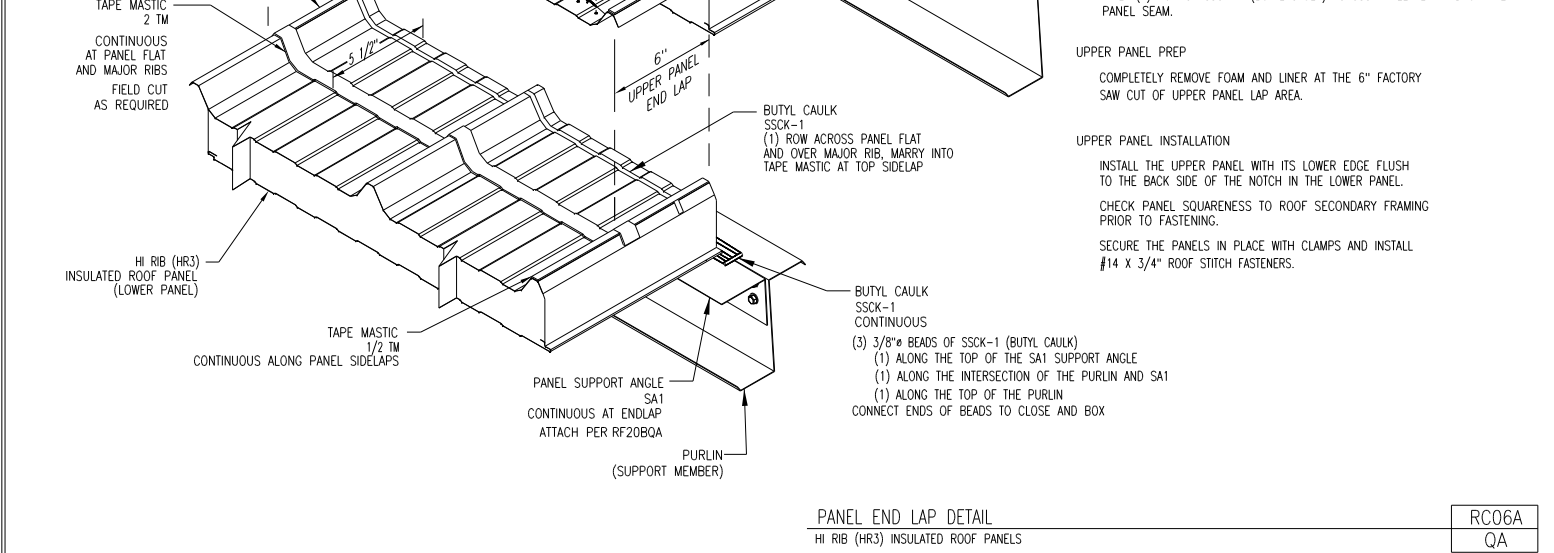 TAPE MASTIC
2 TM
CONTINUOUS
AT PANEL FLAT
AND MAJOR RIBS
FIELD CUT
AS REQUIRED
5 1/2"
6"
UPPER PANEL
END LAP
BUTYL CAULK
SSCK-1
(1) ROW ACROSS PANEL FLAT
AND OVER MAJOR RIB, MARRY INTO
TAPE MASTIC AT TOP SIDELAP
HI RIB (HR3)
INSULATED ROOF PANEL
(LOWER PANEL)
TAPE MASTIC
1/2 TM
CONTINUOUS ALONG PANEL SIDELAPS
PANEL SUPPORT ANGLE
SA1
CONTINUOUS AT ENDLAP
ATTACH PER RF20BQA
PURLIN
(SUPPORT MEMBER)
BUTYL CAULK
SSCK-1
CONTINUOUS
(3) 3/8"ø BEADS OF SSCK-1 (BUTYL CAULK)
(1) ALONG THE TOP OF THE SA1 SUPPORT ANGLE
(1) ALONG THE INTERSECTION OF THE PURLIN AND SA1
(1) ALONG THE TOP OF THE PURLIN
CONNECT ENDS OF BEADS TO CLOSE AND BOX
PANEL SEAM.
UPPER PANEL PREP
COMPLETELY REMOVE FOAM AND LINER AT THE 6" FACTORY
SAW CUT OF UPPER PANEL LAP AREA.
UPPER PANEL INSTALLATION
INSTALL THE UPPER PANEL WITH ITS LOWER EDGE FLUSH
TO THE BACK SIDE OF THE NOTCH IN THE LOWER PANEL.
CHECK PANEL SQUARENESS TO ROOF SECONDARY FRAMING
PRIOR TO FASTENING.
SECURE THE PANELS IN PLACE WITH CLAMPS AND INSTALL
#14 X 3/4" ROOF STITCH FASTENERS.
PANEL END LAP DETAIL
HI RIB (HR3) INSULATED ROOF PANELS
RC06A
QA